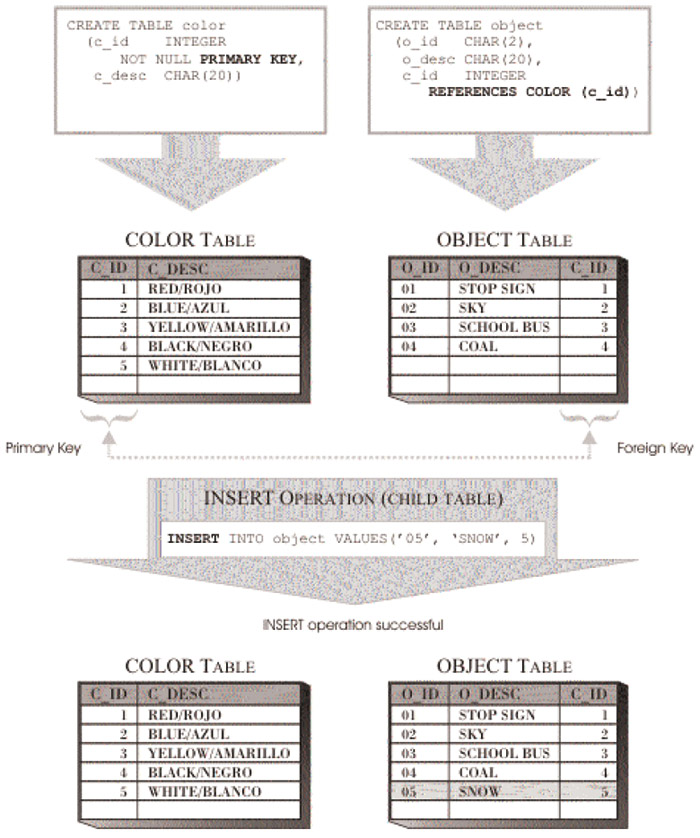 CREATE TABLE color
(c_id INTEGER
NOT NULL PRIMARY KEY,
c_desc CHAR(20))
CREATE TABLE object
(o_id CHAR(2),
o_desc CHAR(20),
c_id INTEGER
REFERENCES COLOR (c_id))
COLOR TABLE
C_ID C_DESC
1 RED/ROJO
2 BLUE/AZUL
3 YELLOW/AMARILLO
4 BLACK/NEGRO
5 WHITE/BLANCO
OBJECT TABLE
O_ID O_DESC C_ID
01 STOP SIGN 1
02 SKY 2
03 SCHOOL BUS 3
04 COAL 4
Primary Key
Foreign Key
INSERT OPERATION (CHILD TABLE)
INSERT INTO object VALUES('05', 'SNOW', 5)
INSERT operation successful
COLOR TABLE
C_ID C_DESC
1 RED/ROJO
2 BLUE/AZUL
3 YELLOW/AMARILLO
4 BLACK/NEGRO
5 WHITE/BLANCO
OBJECT TABLE
O_ID O_DESC C_ID
01 STOP SIGN 1
02 SKY 2
03 SCHOOL BUS 3
04 COAL 4
05 SNOW 5